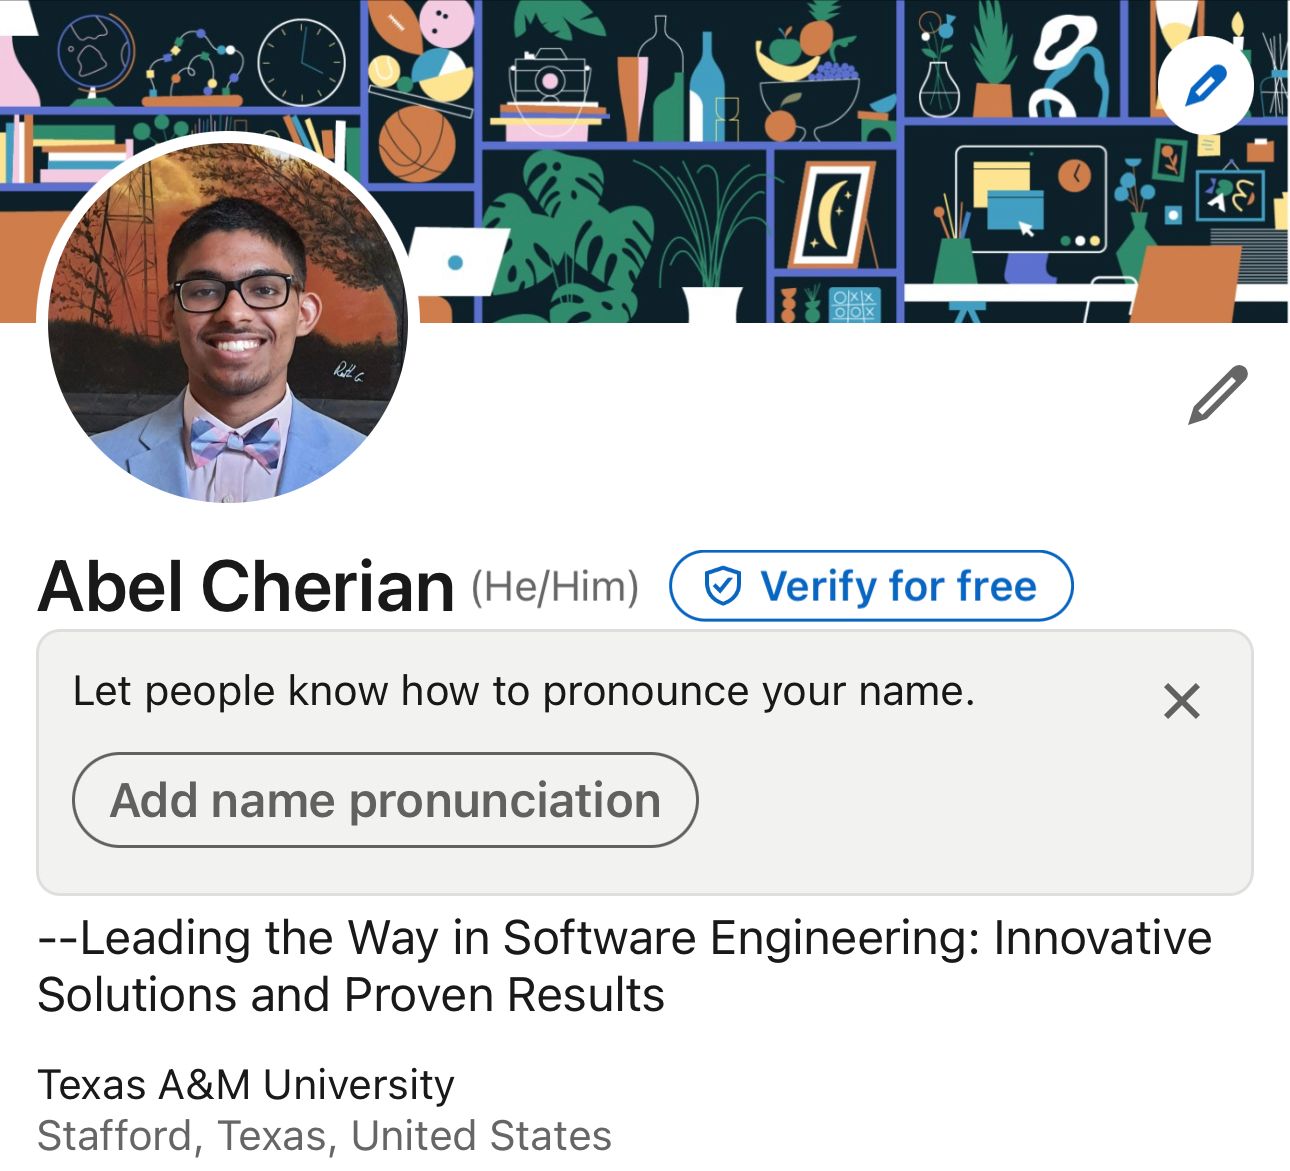 Abel Cherian (He/Him) Verify for free
Let people know how to pronounce your name.
Add name pronunciation
--Leading the Way in Software Engineering: Innovative
Solutions and Proven Results
Texas A&M University
Stafford, Texas, United States